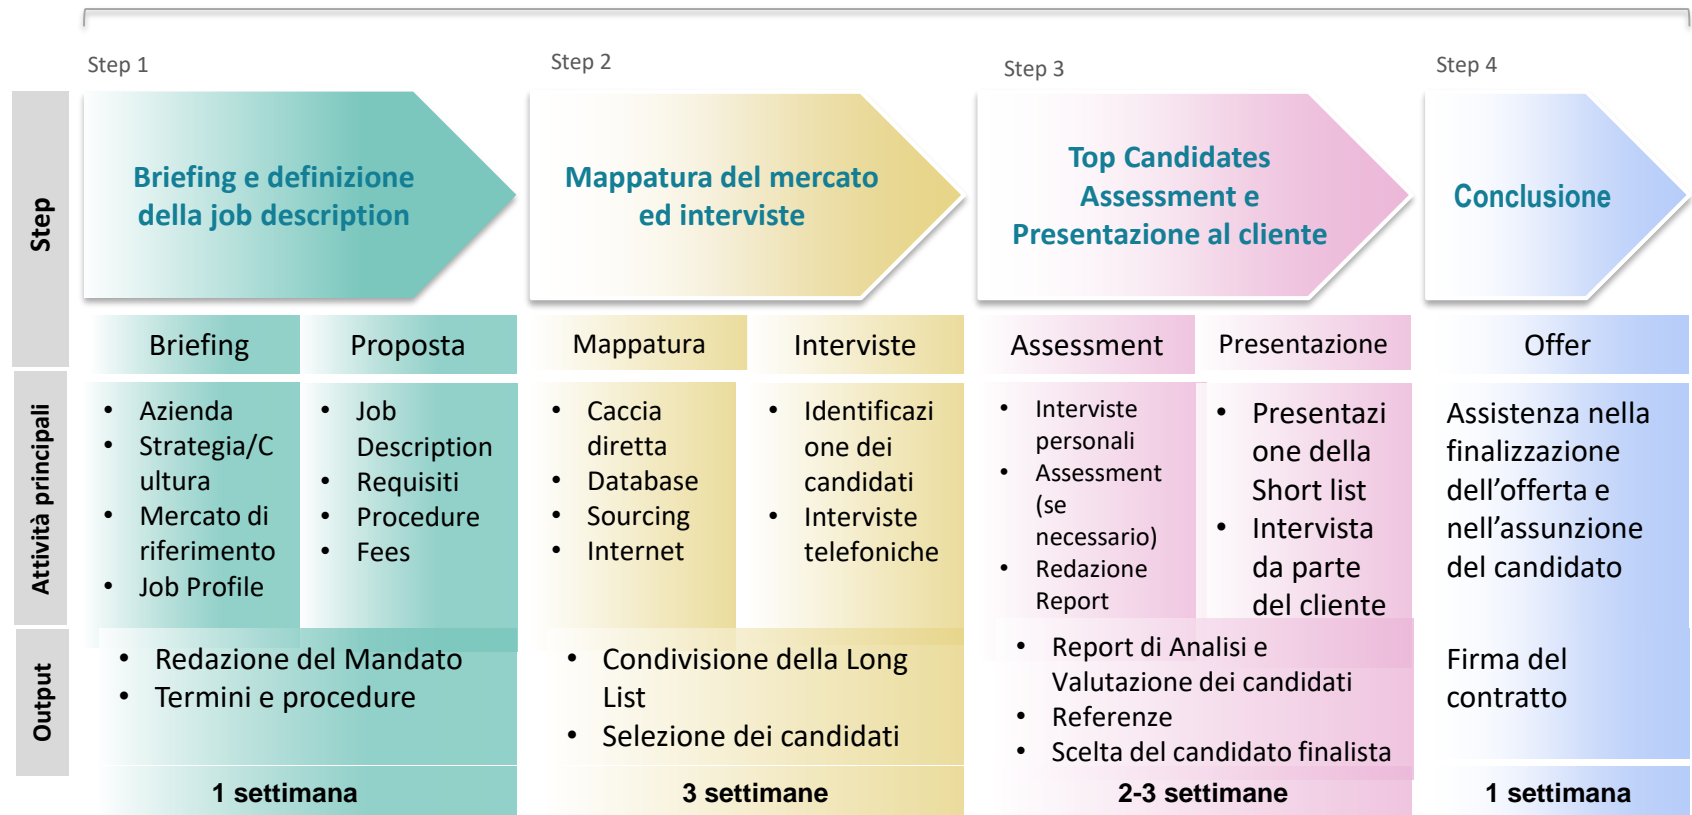 Step 1
Step 2
Step 3
Step 4
Step
Briefing e definizione
della job description
Mappatura del mercato
ed interviste
Top Candidates
Assessment e
Presentazione al cliente
Conclusione
Briefing
Proposta
Mappatura
Interviste
Assessment
Presentazione
Offer
Attività principali
• Azienda
• Strategia/C
ultura
• Mercato di
riferimento
• Job Profile
• Job
Description
• Requisiti
• Procedure
• Fees
• Caccia
diretta
• Database
• Sourcing
• Internet
• Identificazi
one dei
candidati
• Interviste
telefoniche
• Interviste
personali
• Assessment
(se
necessario)
• Redazione
Report
• Presentazi
one della
Short list
• Intervista
da parte
del cliente
Assistenza nella
finalizzazione
dell’offerta e
nell’assunzione
del candidato
Output
• Redazione del Mandato
• Termini e procedure
• Condivisione della Long
List
• Selezione dei candidati
• Report di Analisi e
Valutazione dei candidati
• Referenze
• Scelta del candidato finalista
Firma del
contratto
1 settimana
3 settimane
2-3 settimane
1 settimana